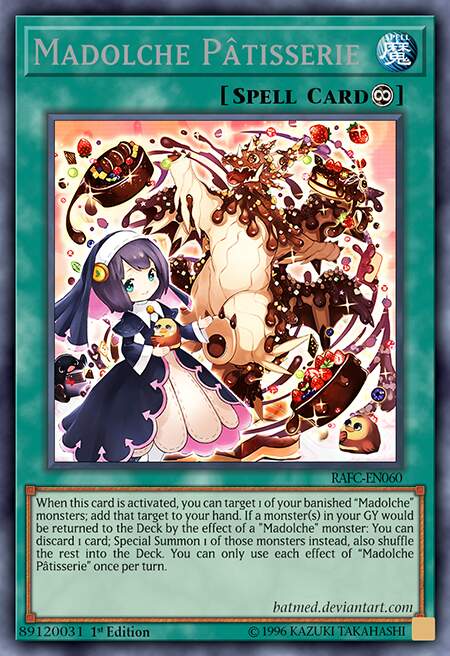 Madolche Pâtisserie
SPELL
魔
[Spell Card]
RAFC-EN060
When this card is activated, you can target 1 of your banished "Madolche"
monsters; add that target to your hand. If a monster(s) in your GY would
be returned to the Deck by the effect of a "Madolche" monster: You can
discard 1 card; Special Summon 1 of those monsters instead, also shuffle
the rest into the Deck. You can only use each effect of "Madolche
Pâtisserie" once per turn.
batmed.deviantart.com
89120031 1st Edition
© 1996 KAZUKI TAKAHASHI